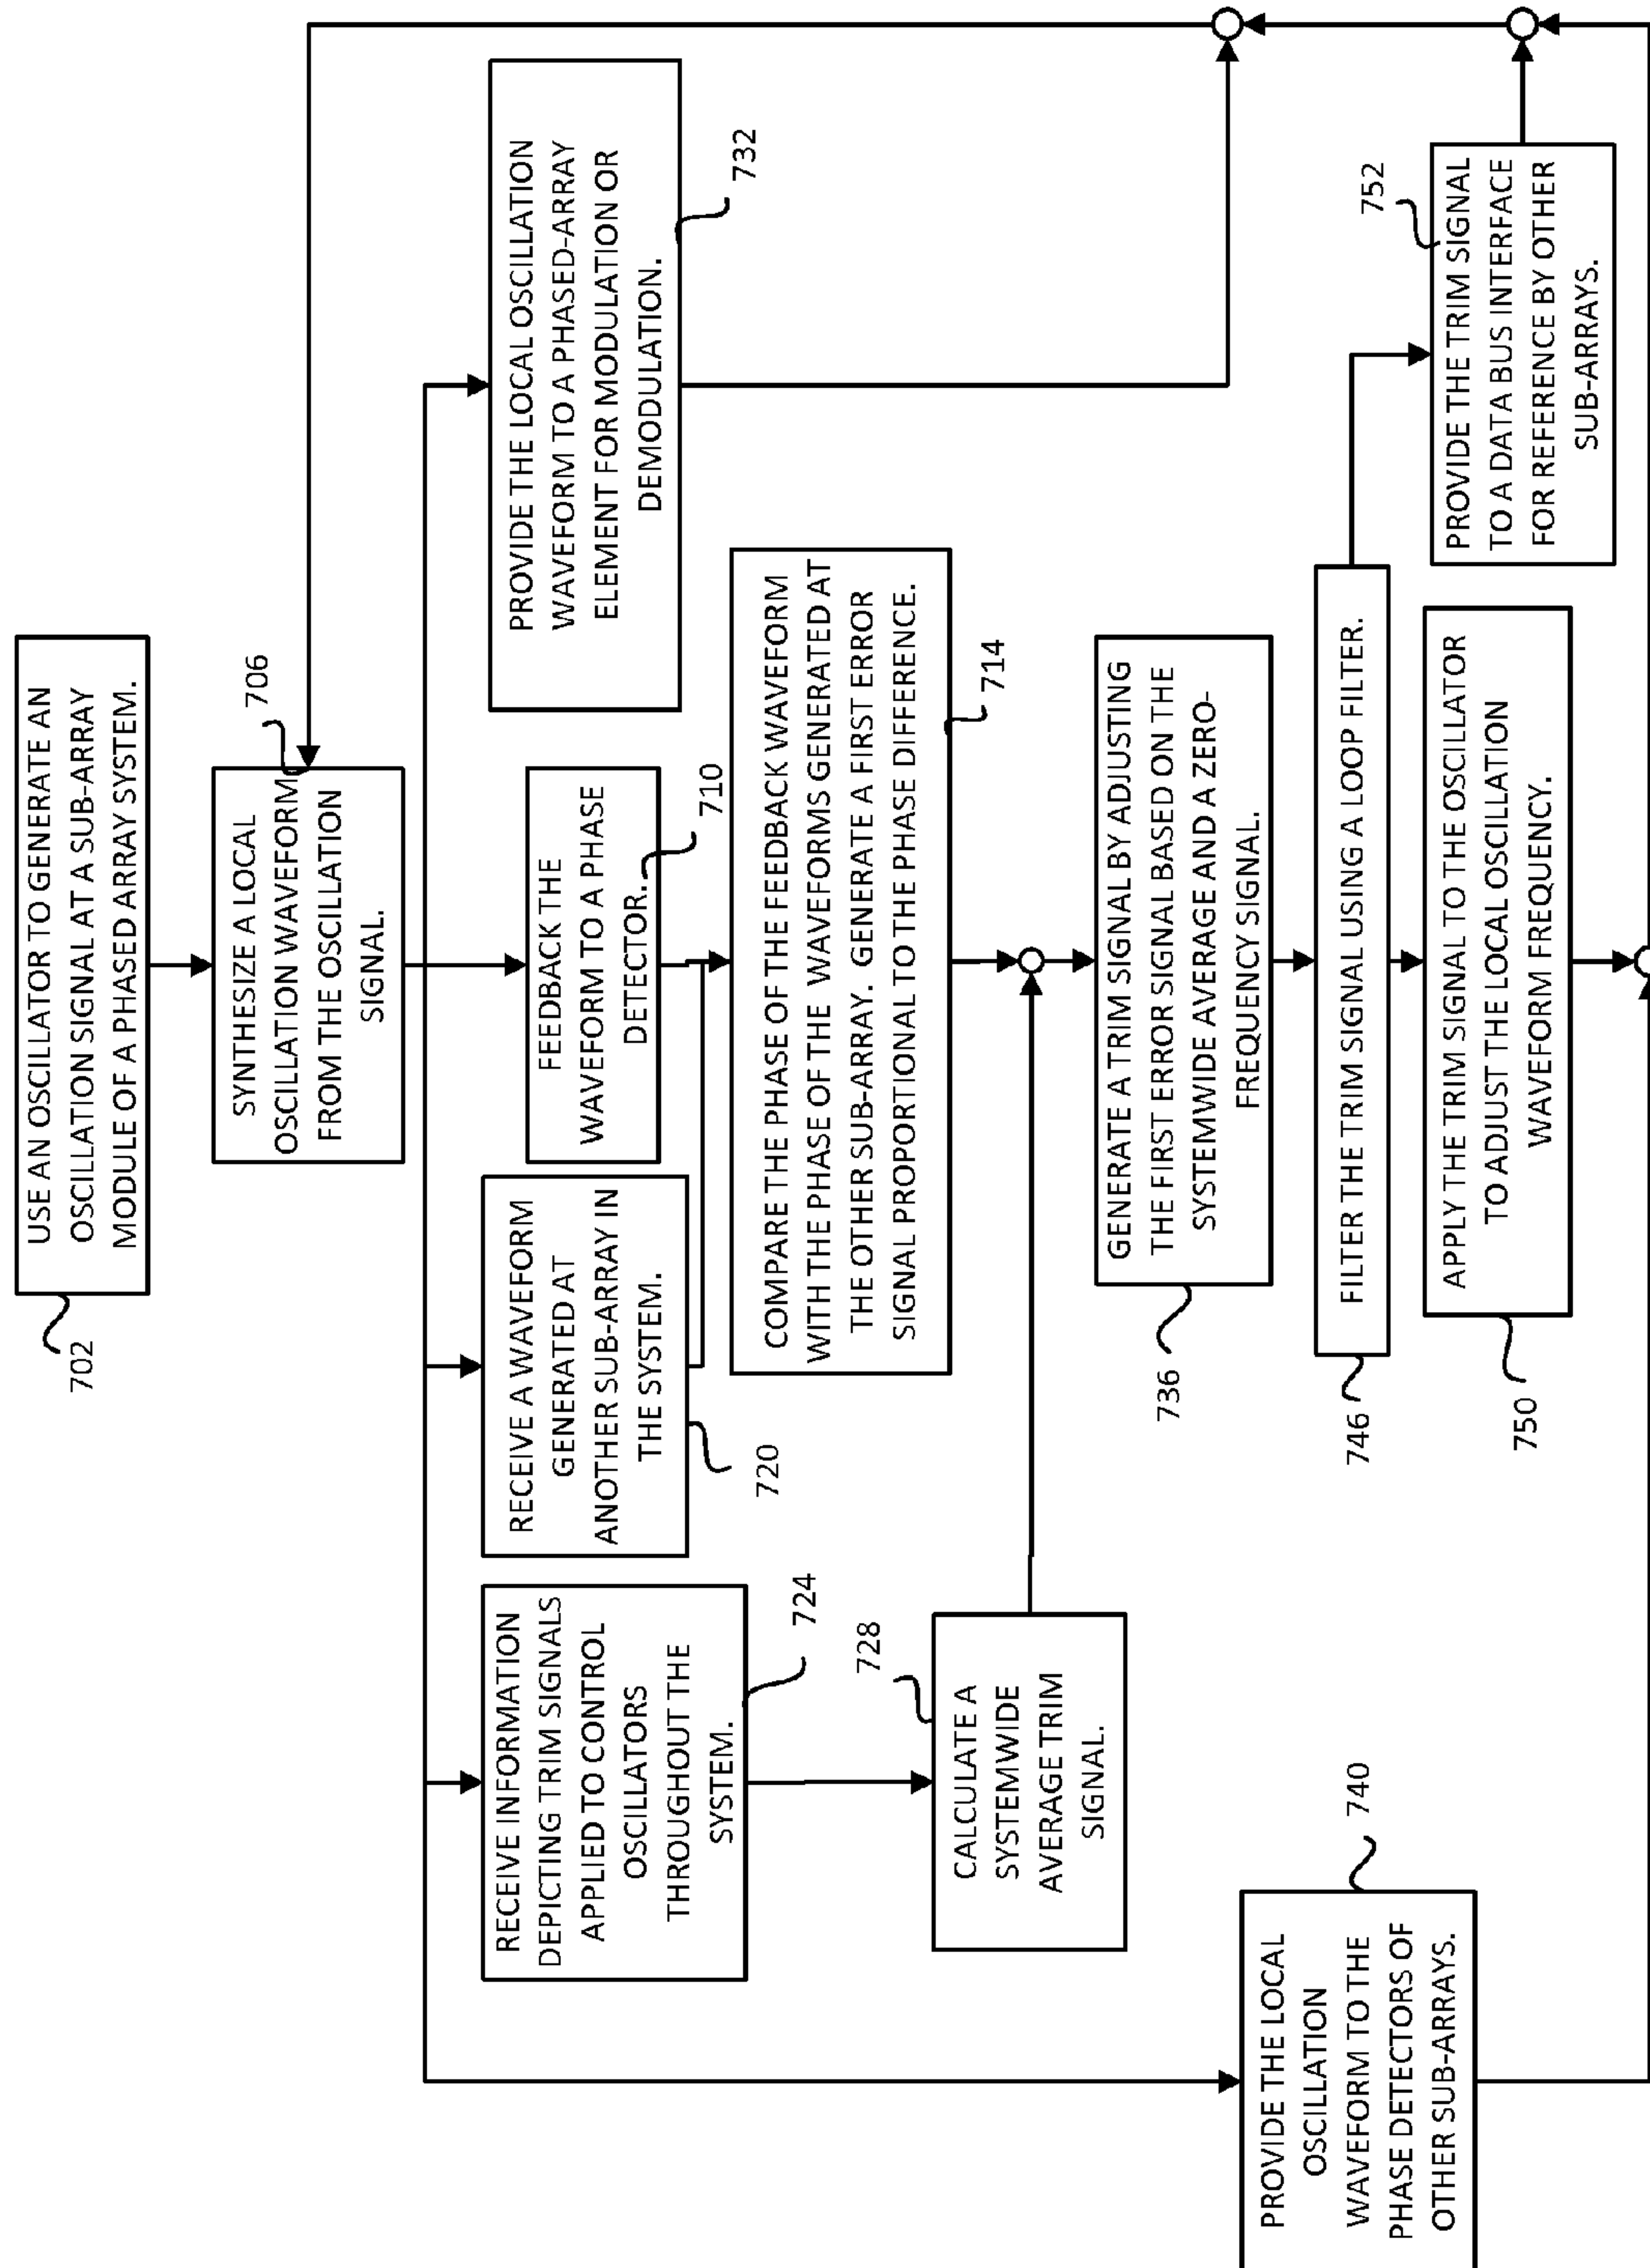 USE AN OSCILLATOR TO GENERATE AN
OSCILLATION SIGNAL AT A SUB-ARRAY
MODULE OF A PHASED ARRAY SYSTEM.
702
SYNTHESIZE A LOCAL
OSCILLATION WAVEFORM
FROM THE OSCILLATION
SIGNAL.
706
RECEIVE INFORMATION
DEPICTING TRIM SIGNALS
APPLIED TO CONTROL
OSCILLATORS
THROUGHOUT THE
SYSTEM.
724
RECEIVE A WAVEFORM
GENERATED AT
ANOTHER SUB-ARRAY IN
THE SYSTEM.
720
FEEDBACK THE
WAVEFORM TO A PHASE
DETECTOR.
710
PROVIDE THE LOCAL OSCILLATION
WAVEFORM TO A PHASED-ARRAY
ELEMENT FOR MODULATION OR
DEMODULATION.
732
COMPARE THE PHASE OF THE FEEDBACK WAVEFORM
WITH THE PHASE OF THE WAVEFORMS GENERATED AT
THE OTHER SUB-ARRAY. GENERATE A FIRST ERROR
SIGNAL PROPORTIONAL TO THE PHASE DIFFERENCE.
714
CALCULATE A
SYSTEMWIDE
AVERAGE TRIM
SIGNAL.
728
GENERATE A TRIM SIGNAL BY ADJUSTING
THE FIRST ERROR SIGNAL BASED ON THE
SYSTEMWIDE AVERAGE AND A ZERO-
FREQUENCY SIGNAL.
736
PROVIDE THE LOCAL
OSCILLATION
WAVEFORM TO THE
PHASE DETECTORS OF
OTHER SUB-ARRAYS.
740
FILTER THE TRIM SIGNAL USING A LOOP FILTER.
746
APPLY THE TRIM SIGNAL TO THE OSCILLATOR
TO ADJUST THE LOCAL OSCILLATION
WAVEFORM FREQUENCY.
750
PROVIDE THE TRIM SIGNAL
TO A DATA BUS INTERFACE
FOR REFERENCE BY OTHER
SUB-ARRAYS.
752